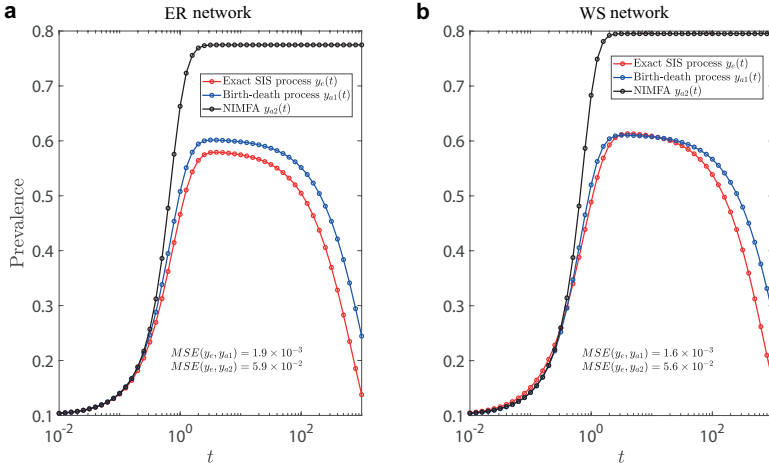 a
ER network
0.8
0.7
0.6
0.5
0.4
0.3
0.2
0.1
Prevalence
Exact SIS process y_e(t)
Birth-death process y_{a1}(t)
NIMFA y_{a2}(t)
MSE(y_e, y_{a1}) = 1.9 × 10^{-3}
MSE(y_e, y_{a2}) = 5.9 × 10^{-2}
10^{-2} 10^0 10^2
t
b
WS network
0.8
0.7
0.6
0.5
0.4
0.3
0.2
0.1
Exact SIS process y_e(t)
Birth-death process y_{a1}(t)
NIMFA y_{a2}(t)
MSE(y_e, y_{a1}) = 1.6 × 10^{-3}
MSE(y_e, y_{a2}) = 5.6 × 10^{-2}
10^{-2} 10^0 10^2
t